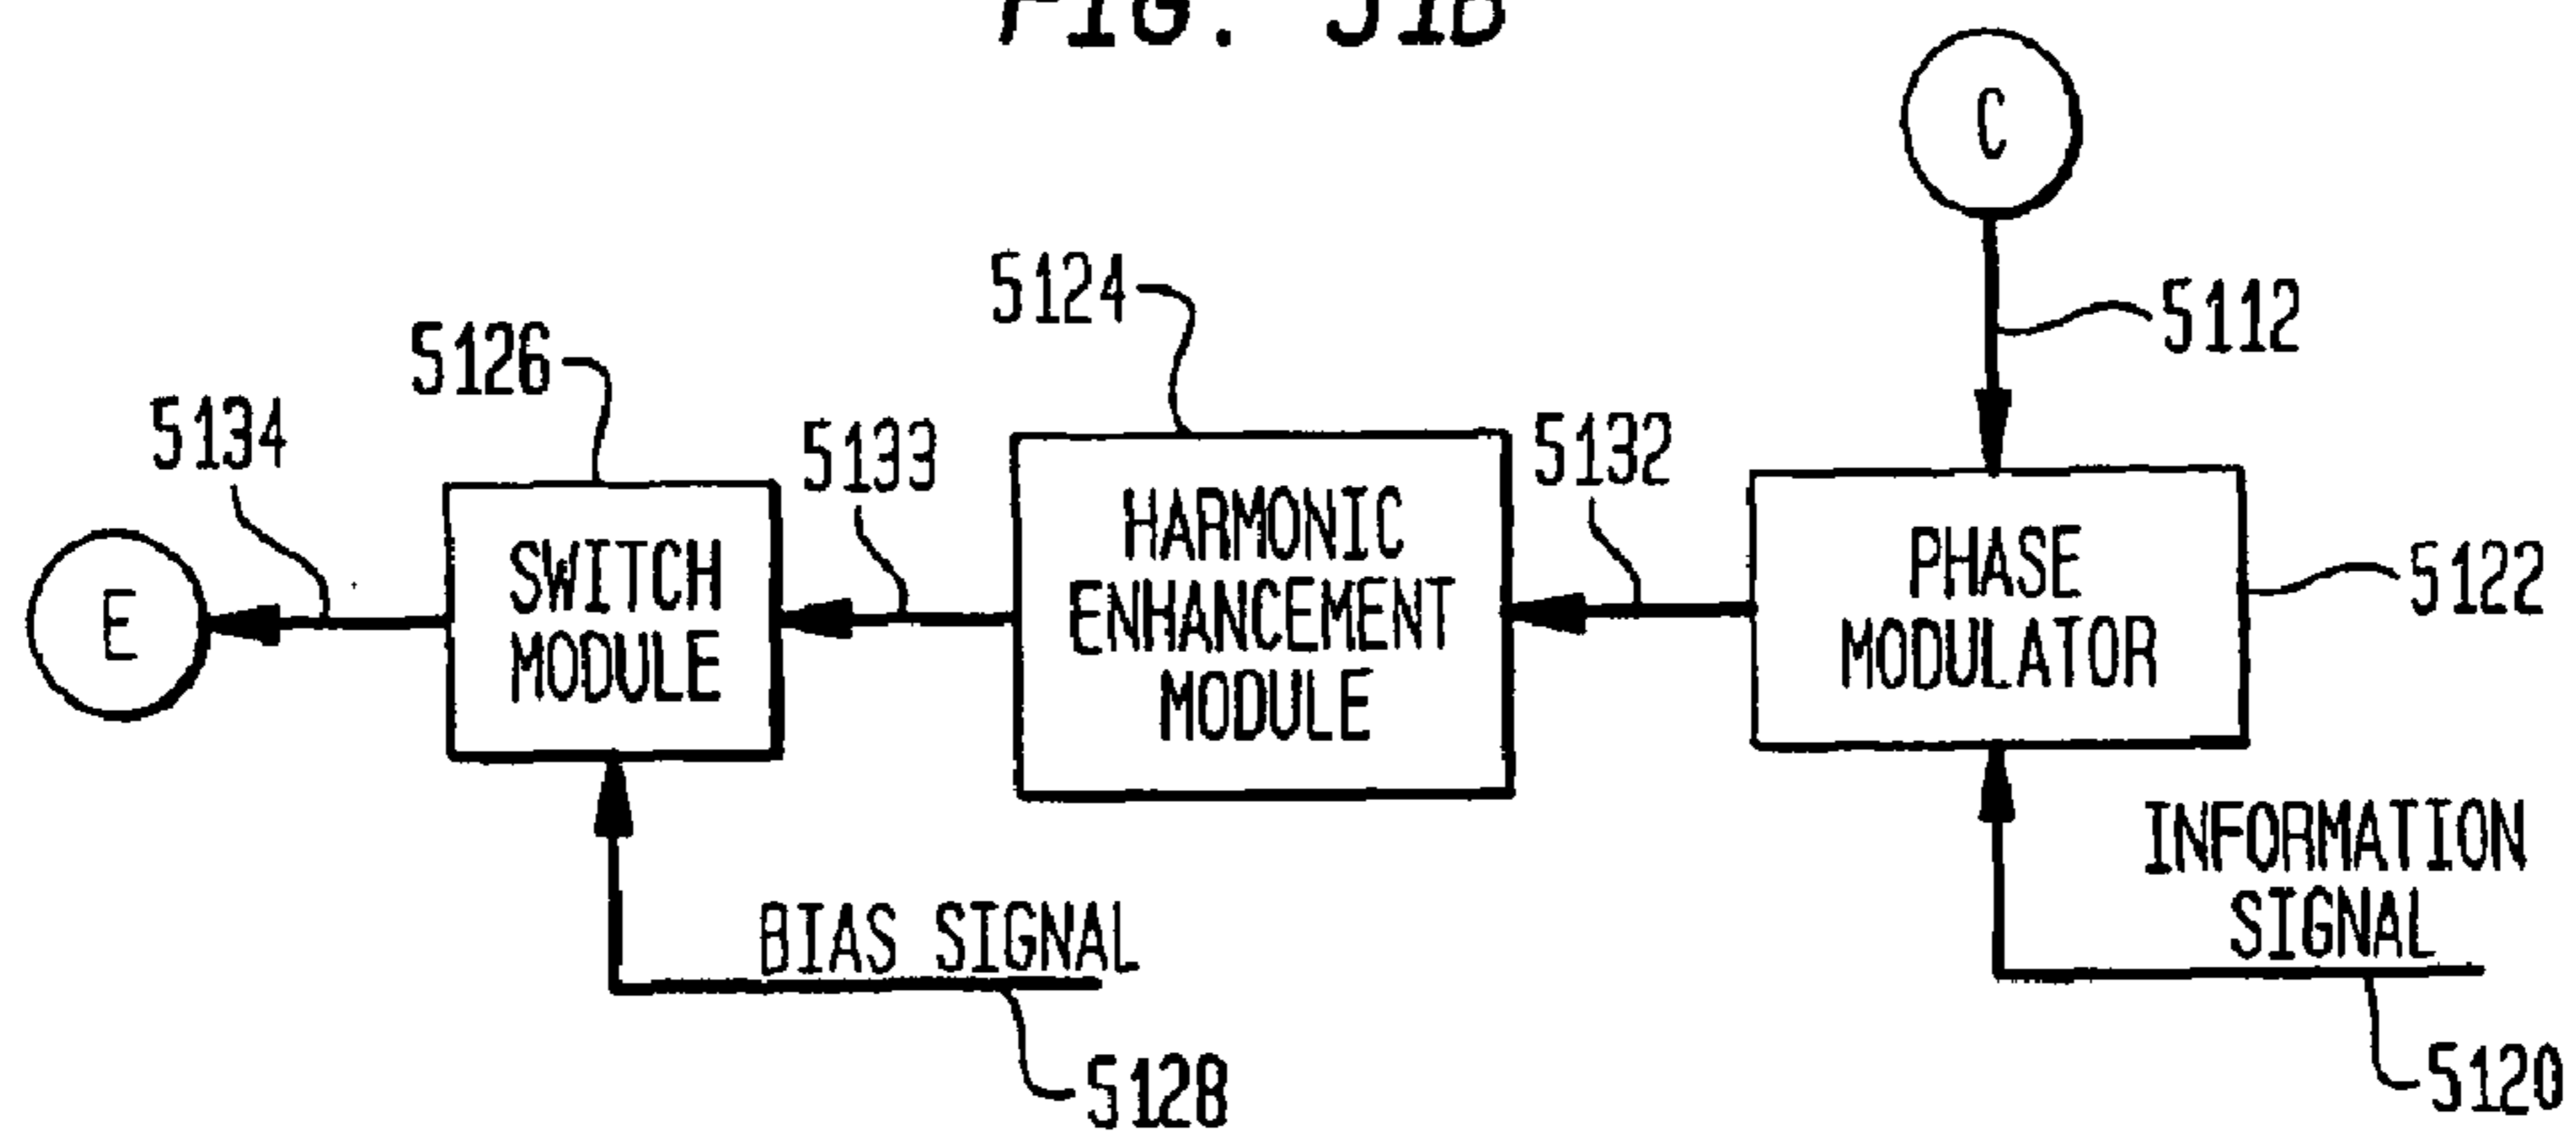 FIG. 51B
C
5112
5124
5126
5134
5133
5132
HARMONIC
ENHANCEMENT
MODULE
PHASE
MODULATOR
5122
SWITCH
MODULE
E
INFORMATION
SIGNAL
BIAS SIGNAL
5128
5120